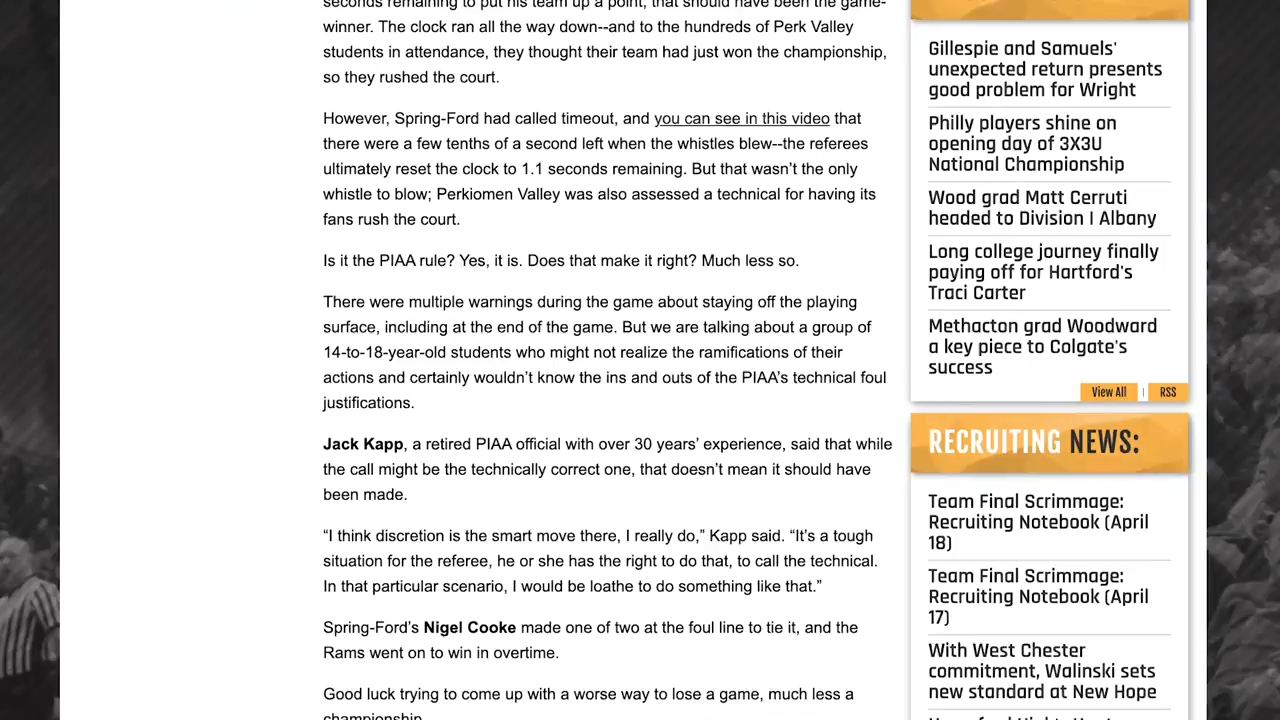 seconds remaining to put his team up a point, that should have been the game-
winner. The clock ran all the way down--and to the hundreds of Perk Valley
students in attendance, they thought their team had just won the championship,
so they rushed the court.
However, Spring-Ford had called timeout, and you can see in this video that
there were a few tenths of a second left when the whistles blew--the referees
ultimately reset the clock to 1.1 seconds remaining. But that wasn’t the only
whistle to blow; Perkiomen Valley was also assessed a technical for having its
fans rush the court.
Is it the PIAA rule? Yes, it is. Does that make it right? Much less so.
There were multiple warnings during the game about staying off the playing
surface, including at the end of the game. But we are talking about a group of
14-to-18-year-old students who might not realize the ramifications of their
actions and certainly wouldn’t know the ins and outs of the PIAA’s technical foul
justifications.
Jack Kapp, a retired PIAA official with over 30 years’ experience, said that while
the call might be the technically correct one, that doesn’t mean it should have
been made.
“I think discretion is the smart move there, I really do,” Kapp said. “It’s a tough
situation for the referee, he or she has the right to do that, to call the technical.
In that particular scenario, I would be loathe to do something like that.”
Spring-Ford’s Nigel Cooke made one of two at the foul line to tie it, and the
Rams went on to win in overtime.
Good luck trying to come up with a worse way to lose a game, much less a
championship.
Gillespie and Samuels'
unexpected return presents
good problem for Wright
Philly players shine on
opening day of 3X3U
National Championship
Wood grad Matt Cerruti
headed to Division I Albany
Long college journey finally
paying off for Hartford's
Traci Carter
Methacton grad Woodward
a key piece to Colgate's
success
View All | RSS
RECRUITING NEWS:
Team Final Scrimmage:
Recruiting Notebook (April
18)
Team Final Scrimmage:
Recruiting Notebook (April
17)
With West Chester
commitment, Walinski sets
new standard at New Hope